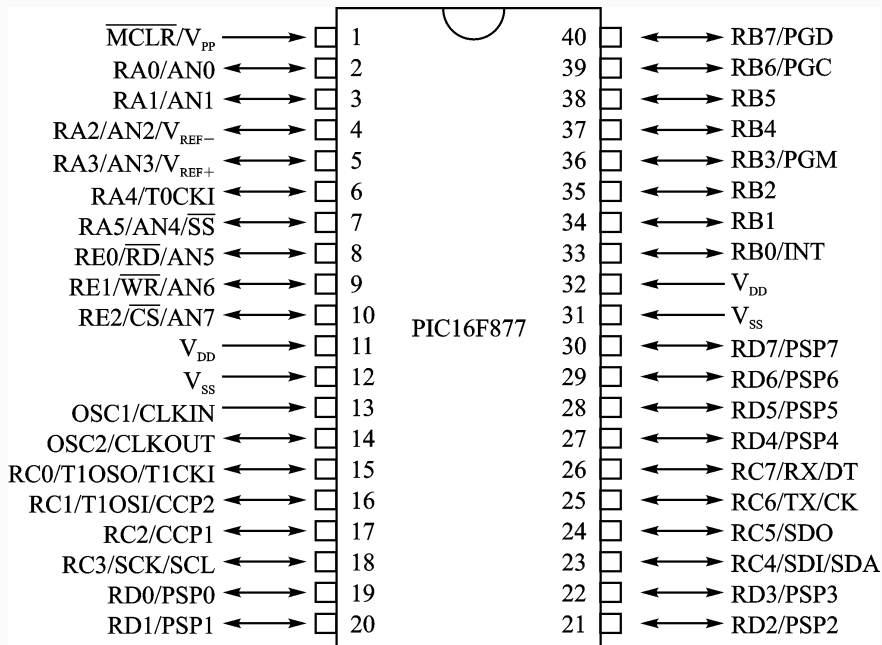 MCLR/VPP 1 40 RB7/PGD
RA0/AN0 2 39 RB6/PGC
RA1/AN1 3 38 RB5
RA2/AN2/VREF− 4 37 RB4
RA3/AN3/VREF+ 5 36 RB3/PGM
RA4/T0CKI 6 35 RB2
RA5/AN4/SS 7 34 RB1
RE0/RD/AN5 8 33 RB0/INT
RE1/WR/AN6 9 32 VDD
RE2/CS/AN7 10 31 VSS
PIC16F877
VDD 11 30 RD7/PSP7
VSS 12 29 RD6/PSP6
OSC1/CLKIN 13 28 RD5/PSP5
OSC2/CLKOUT 14 27 RD4/PSP4
RC0/T1OSO/T1CKI 15 26 RC7/RX/DT
RC1/T1OSI/CCP2 16 25 RC6/TX/CK
RC2/CCP1 17 24 RC5/SDO
RC3/SCK/SCL 18 23 RC4/SDI/SDA
RD0/PSP0 19 22 RD3/PSP3
RD1/PSP1 20 21 RD2/PSP2